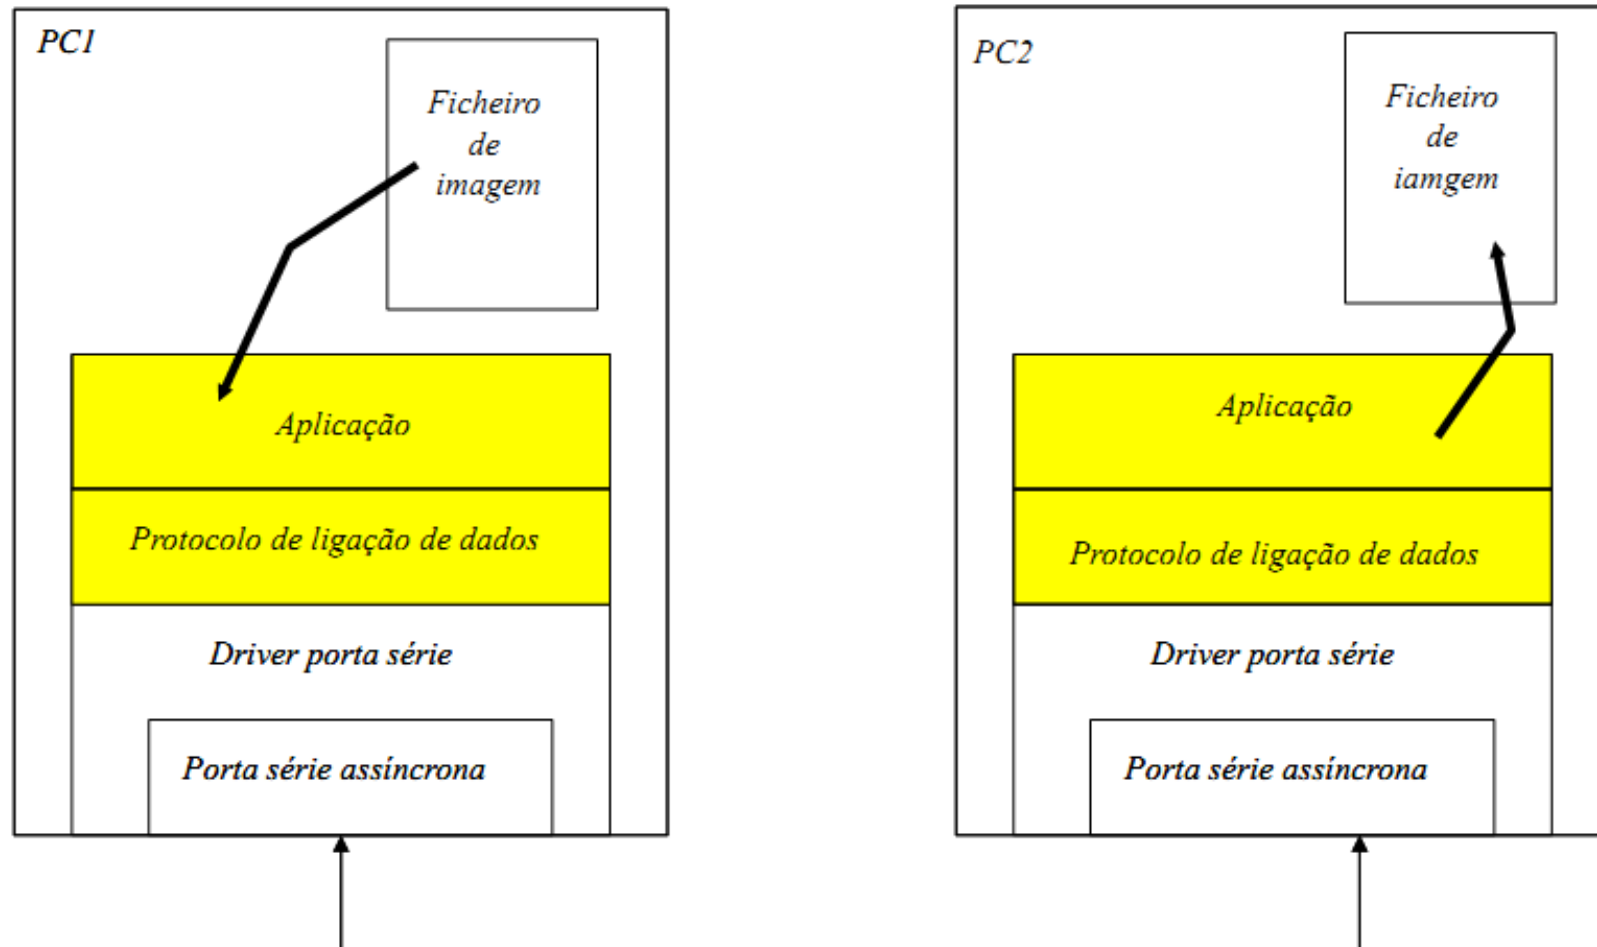 PC1
Ficheiro
de
imagem
Aplicação
Protocolo de ligação de dados
Driver porta série
Porta série assíncrona
PC2
Ficheiro
de
iamgem
Aplicação
Protocolo de ligação de dados
Driver porta série
Porta série assíncrona